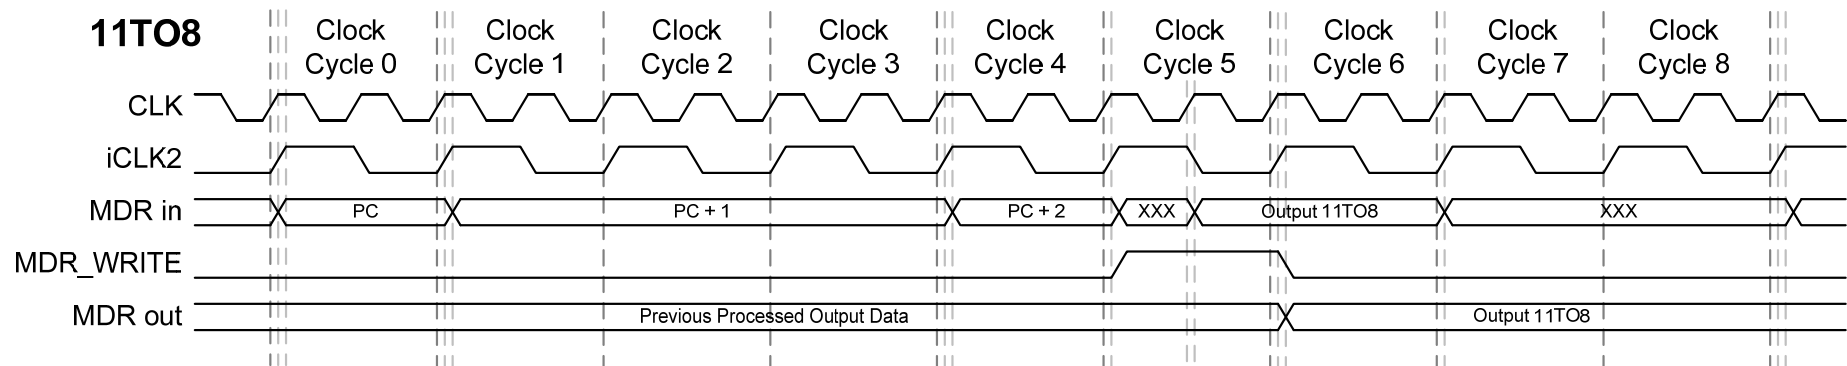 11TO8
Clock Cycle 0
Clock Cycle 1
Clock Cycle 2
Clock Cycle 3
Clock Cycle 4
Clock Cycle 5
Clock Cycle 6
Clock Cycle 7
Clock Cycle 8
CLK
iCLK2
MDR in
PC
PC + 1
PC + 2
XXX
Output 11TO8
XXX
MDR_WRITE
MDR out
Previous Processed Output Data
Output 11TO8